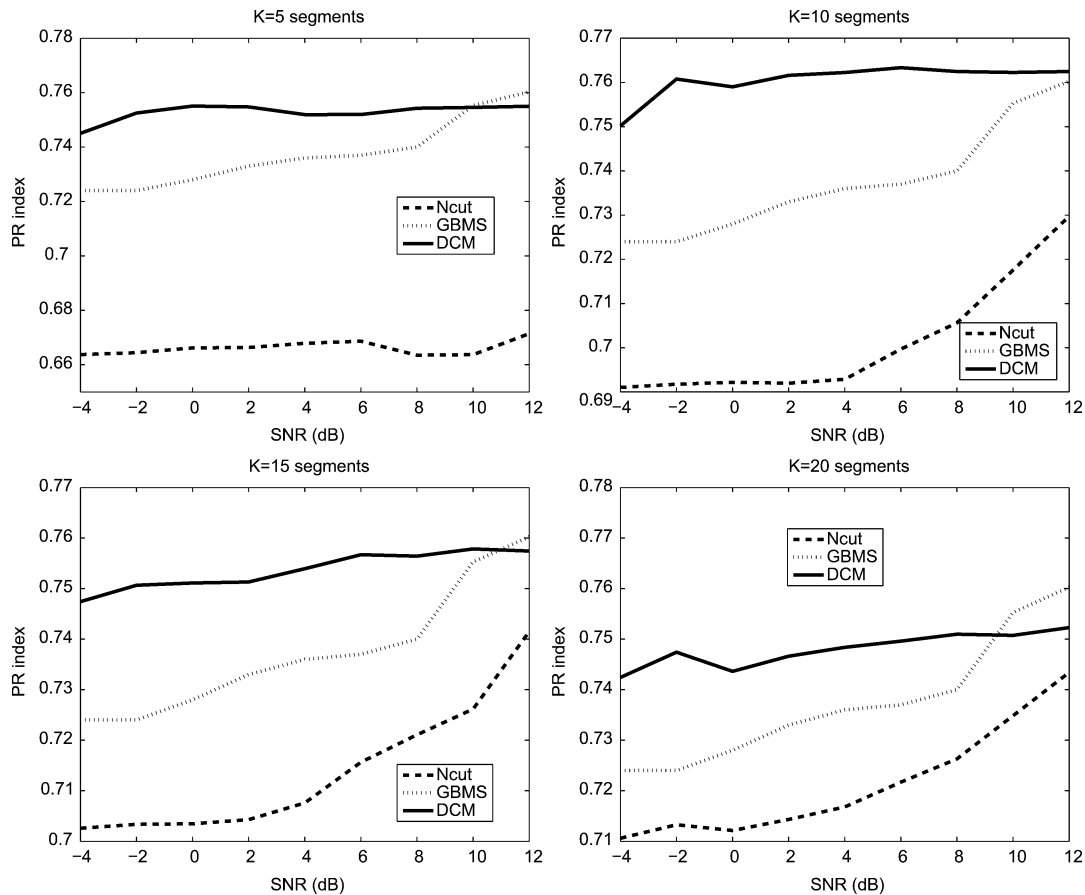 K=5 segments
0.78
0.76
0.74
0.72
0.7
0.68
0.66
PR index
Ncut
GBMS
DCM
−4 −2 0 2 4 6 8 10 12
SNR (dB)
K=10 segments
0.77
0.76
0.75
0.74
0.73
0.72
0.71
0.7
0.69
PR index
Ncut
GBMS
DCM
−4 −2 0 2 4 6 8 10 12
SNR (dB)
K=15 segments
0.77
0.76
0.75
0.74
0.73
0.72
0.71
0.7
PR index
Ncut
GBMS
DCM
−4 −2 0 2 4 6 8 10 12
SNR (dB)
K=20 segments
0.78
0.77
0.76
0.75
0.74
0.73
0.72
0.71
PR index
Ncut
GBMS
DCM
−4 −2 0 2 4 6 8 10 12
SNR (dB)